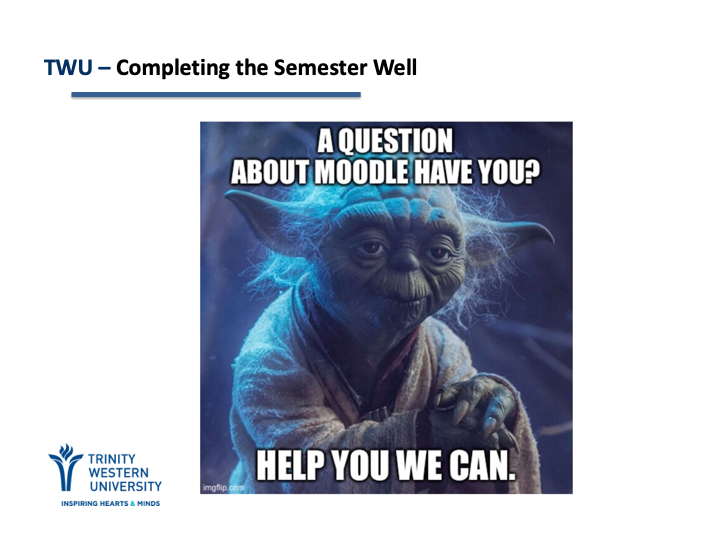 TWU – Completing the Semester Well
A QUESTION
ABOUT MOODLE HAVE YOU?
HELP YOU WE CAN.
imgflip.com
TRINITY
WESTERN
UNIVERSITY
INSPIRING HEARTS & MINDS